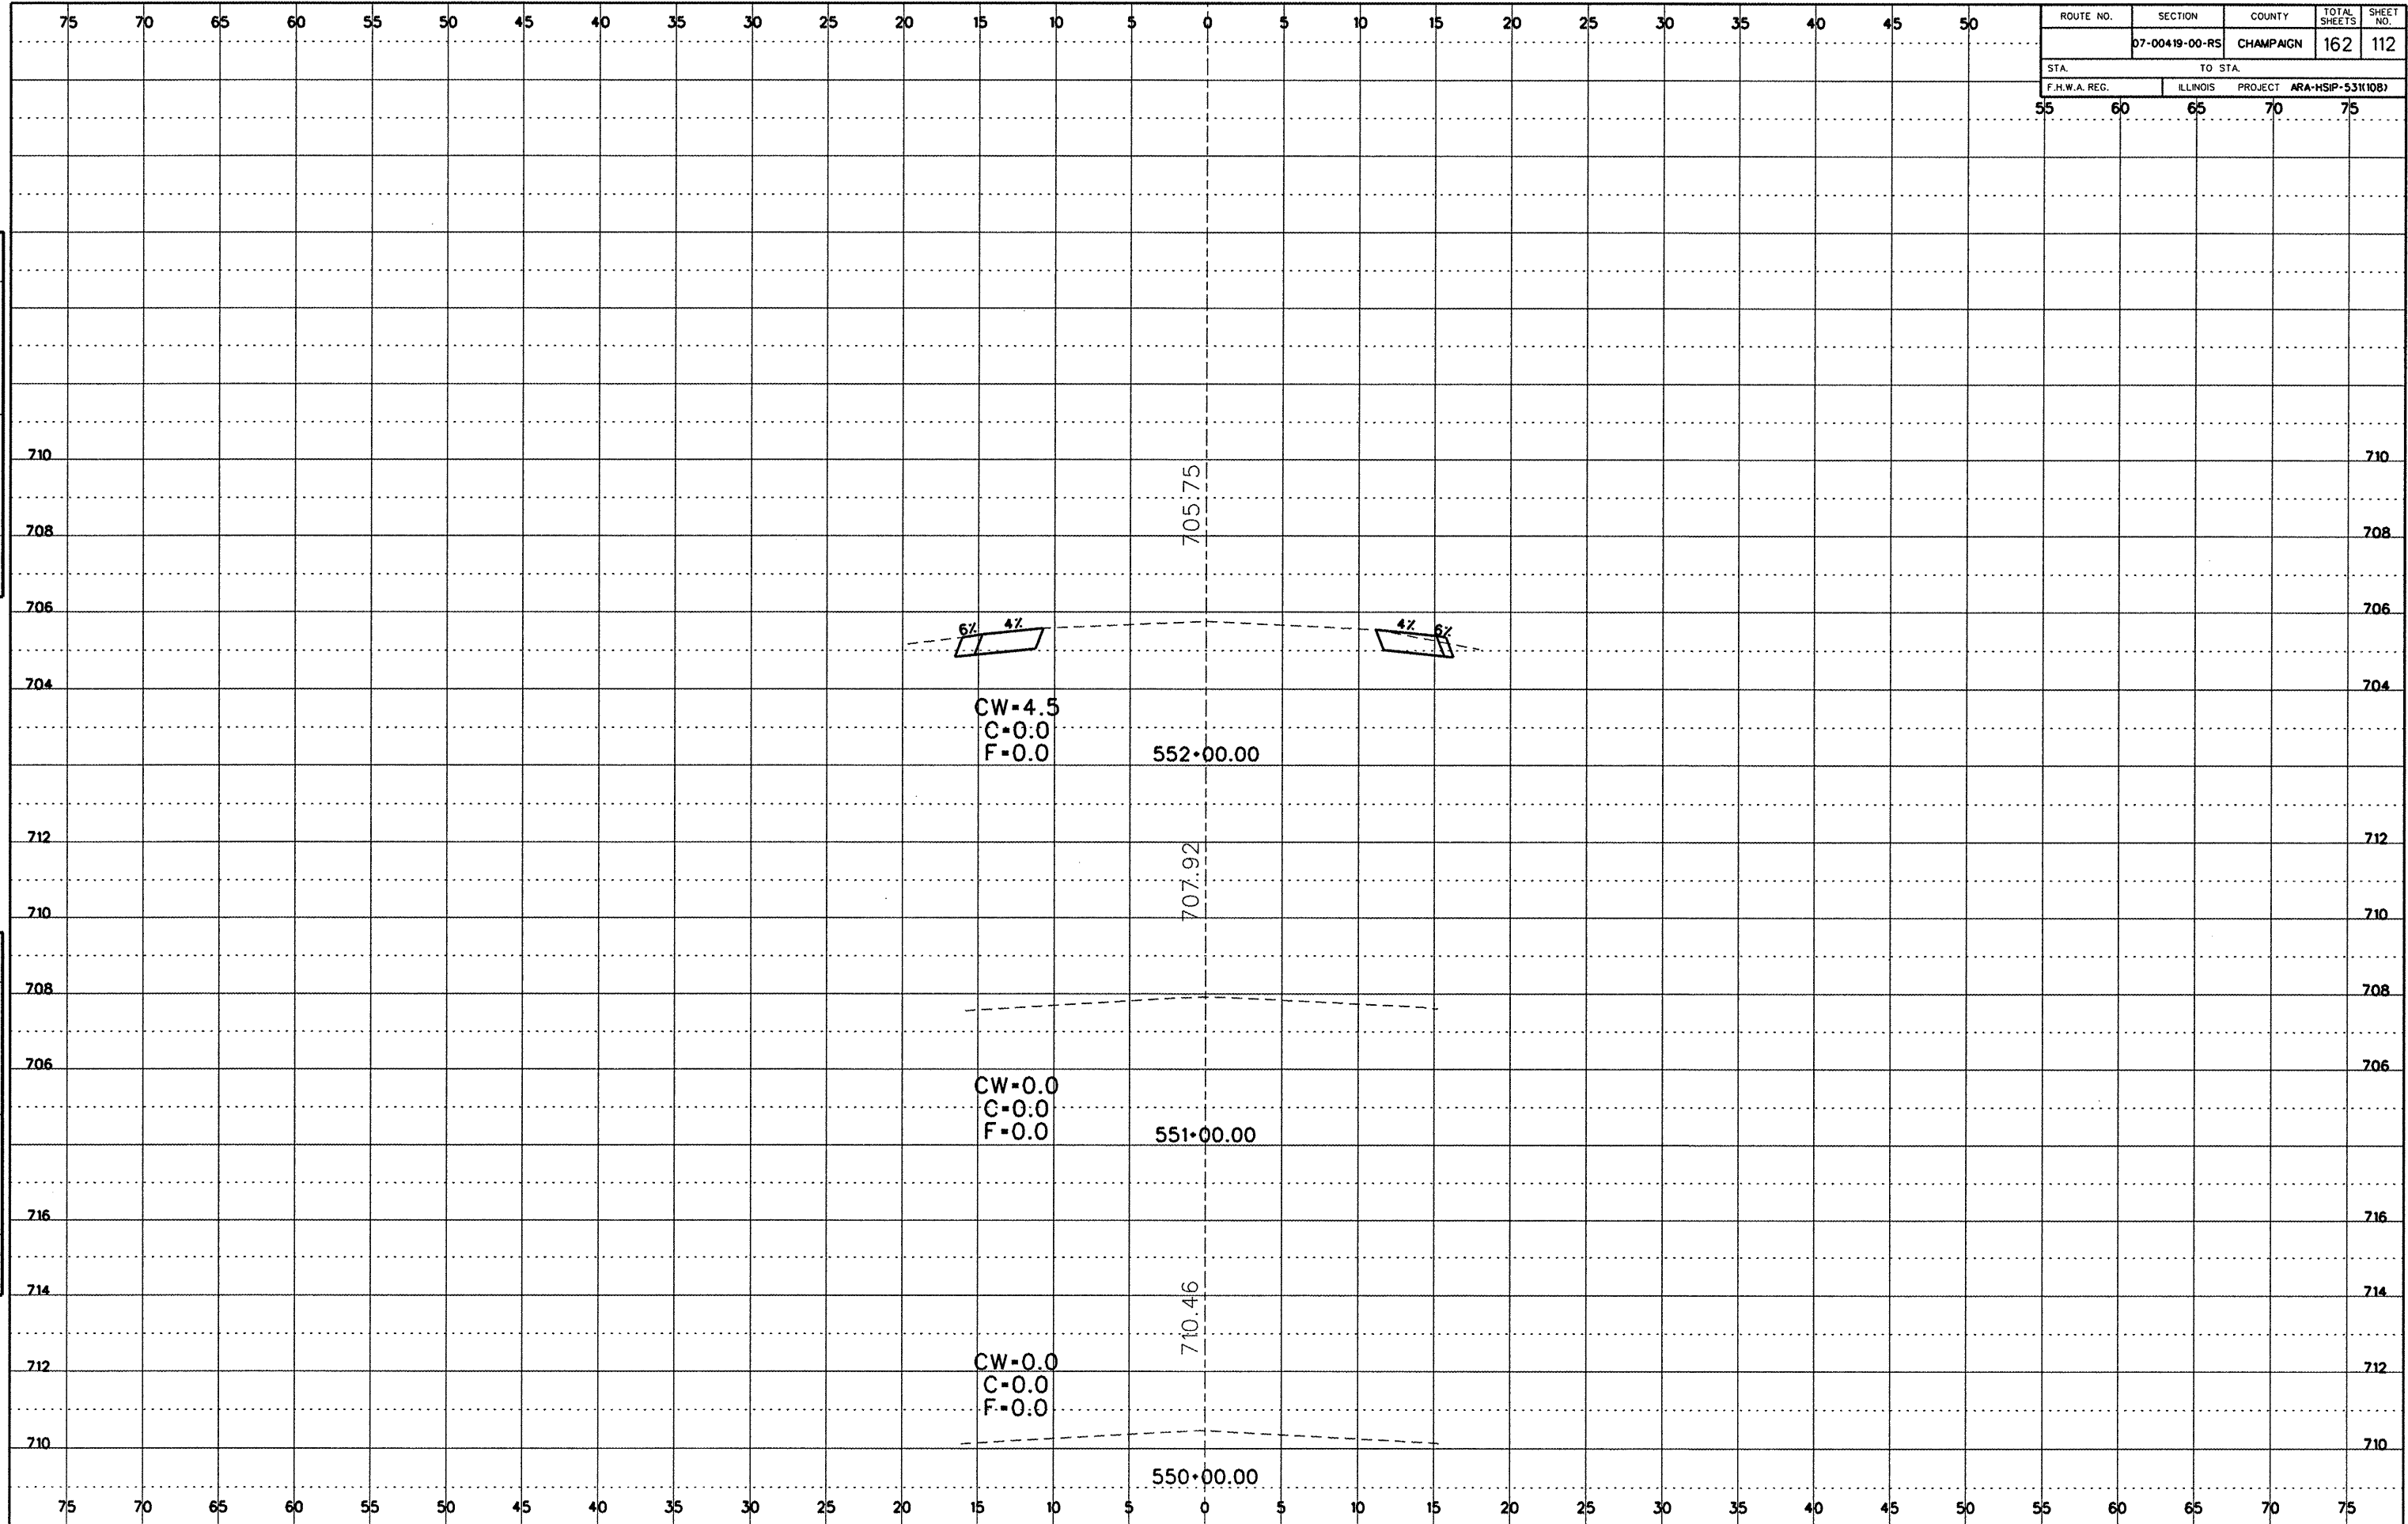 75 70 65 60 55 50 45 40 35 30 25 20 15 10 5 0 5 10 15 20 25 30 35 40 45 50
ROUTE NO. SECTION COUNTY TOTAL SHEETS SHEET NO.
07-00419-00-RS CHAMPAIGN 162 112
STA. TO STA.
F.H.W.A. REG. ILLINOIS PROJECT ARA-HSIP-531(108)
55 60 65 70 75
710 710
705.75
708 708
706 706
6% 4% 4% 6%
704 704
CW=4.5
C=0.0
F=0.0 552+00.00
712 712
707.92
710 710
708 708
706 706
CW=0.0
C=0.0
F=0.0 551+00.00
716 716
714 714
710.46
712 712
CW=0.0
C=0.0
F=0.0
710 710
550+00.00
75 70 65 60 55 50 45 40 35 30 25 20 15 10 5 0 5 10 15 20 25 30 35 40 45 50 55 60 65 70 75